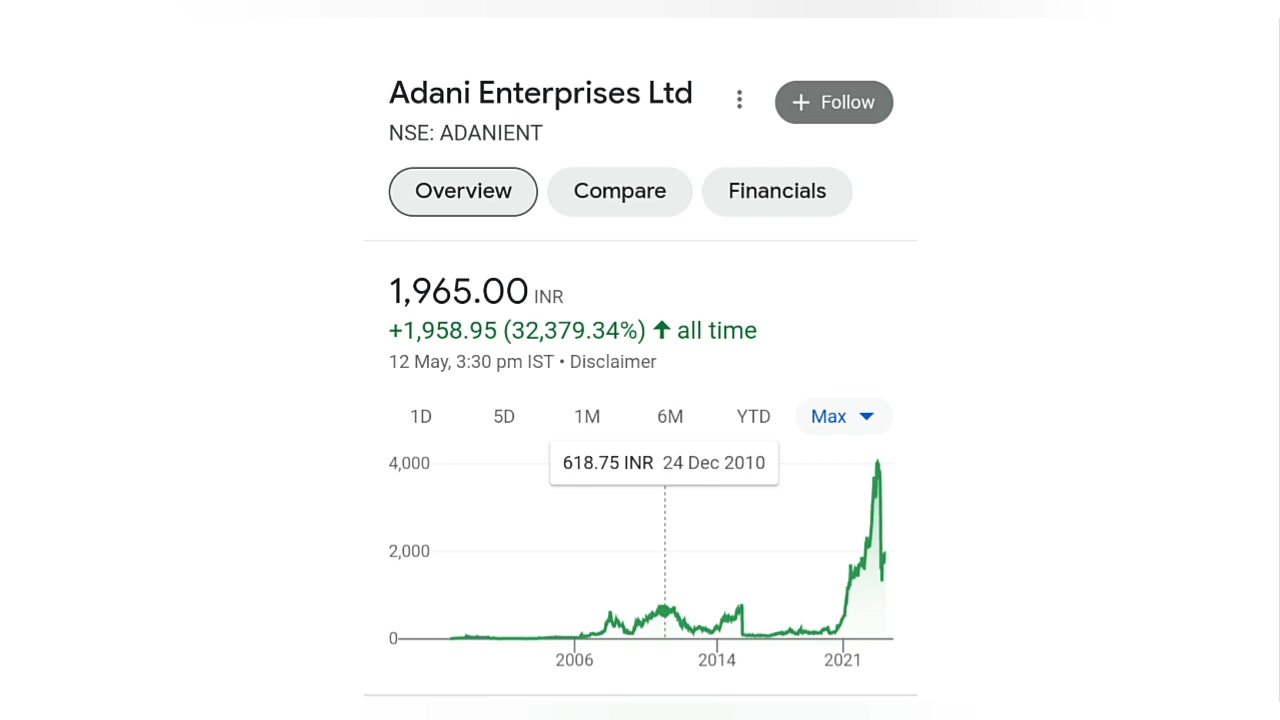 Adani Enterprises Ltd
+ Follow
NSE: ADANIENT
Overview Compare Financials
1,965.00 INR
+1,958.95 (32,379.34%) ↑ all time
12 May, 3:30 pm IST • Disclaimer
1D 5D 1M 6M YTD Max
618.75 INR 24 Dec 2010
4,000
2,000
0
2006 2014 2021